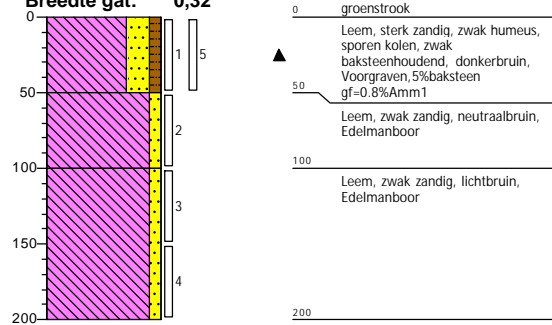 Breedte gat: 0,32
0
50
100
150
200
1
5
2
3
4
0
groenstrook
Leem, sterk zandig, zwak humeus,
sporen kolen, zwak
baksteenhoudend, donkerbruin,
Voorgraven,5%baksteen
gf=0.8%Amm1
50
Leem, zwak zandig, neutraalbruin,
Edelmanboor
100
Leem, zwak zandig, lichtbruin,
Edelmanboor
200